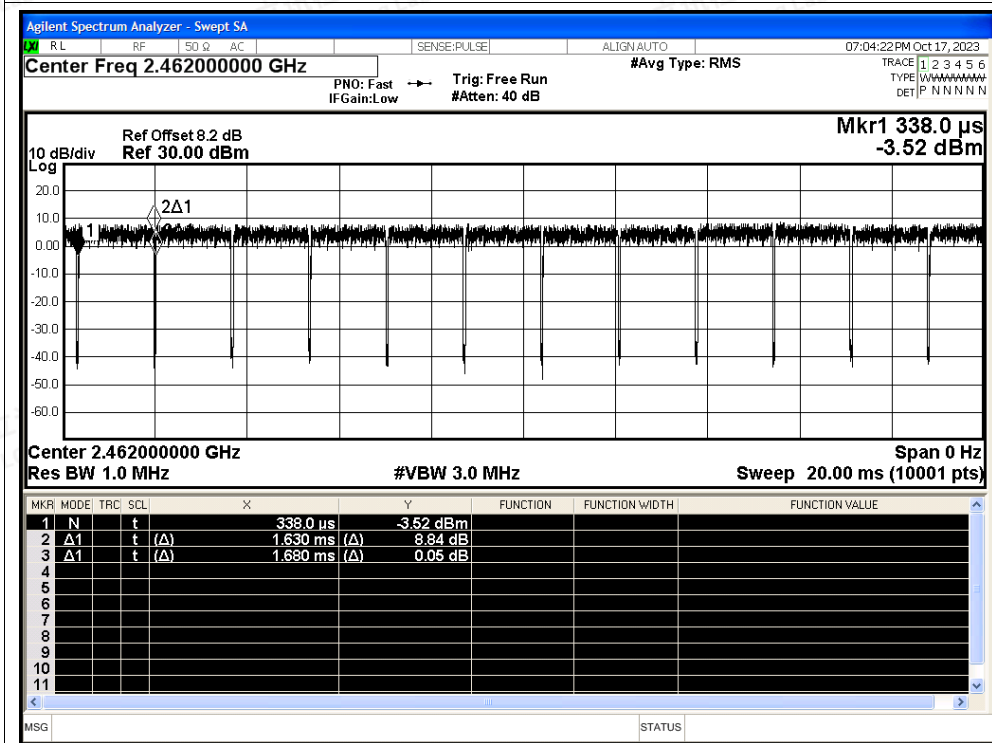 Agilent Spectrum Analyzer - Swept SA
LXI RL RF 50 Ω AC SENSE:PULSE ALIGN AUTO 07:04:22 PM Oct 17, 2023
Center Freq 2.462000000 GHz #Avg Type: RMS TRACE 1 2 3 4 5 6
PNO: Fast Trig: Free Run TYPE WWWWWW
IFGain:Low #Atten: 40 dB DET P N N N N N
Mkr1 338.0 µs
Ref Offset 8.2 dB
10 dB/div Ref 30.00 dBm -3.52 dBm
Log
20.0
2Δ1
10.0
1
0.00
-10.0
-20.0
-30.0
-40.0
-50.0
-60.0
Center 2.462000000 GHz Span 0 Hz
Res BW 1.0 MHz #VBW 3.0 MHz Sweep 20.00 ms (10001 pts)
MKR MODE TRC SCL X Y FUNCTION FUNCTION WIDTH FUNCTION VALUE
1 N t 338.0 µs -3.52 dBm
2 Δ1 t (Δ) 1.630 ms (Δ) 8.84 dB
3 Δ1 t (Δ) 1.680 ms (Δ) 0.05 dB
4
5
6
7
8
9
10
11
MSG STATUS